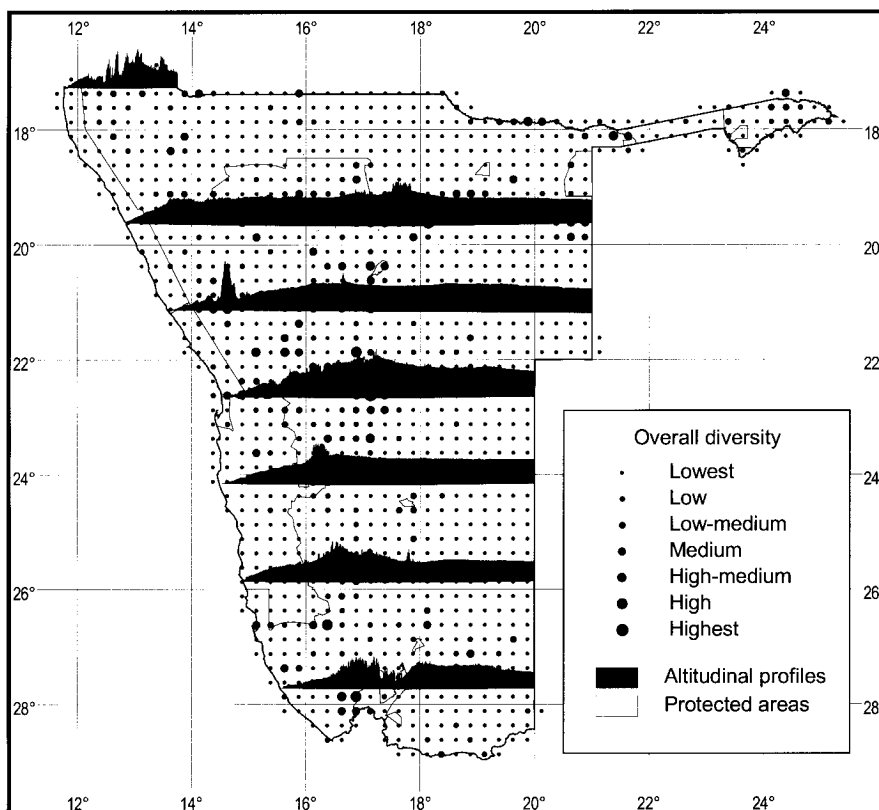 12° 14° 16° 18° 20° 22° 24°
18° 18°
20° 20°
22° 22°
24° 24°
26° 26°
28° 28°
12° 14° 16° 18° 20° 22° 24°
Overall diversity
Lowest
Low
Low-medium
Medium
High-medium
High
Highest
Altitudinal profiles
Protected areas